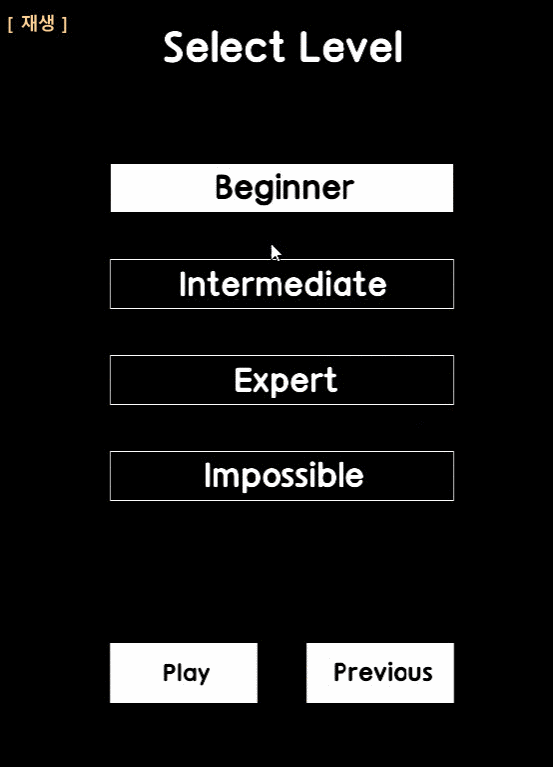 [ 재생 ]
Select Level
Beginner
Intermediate
Expert
Impossible
Play
Previous